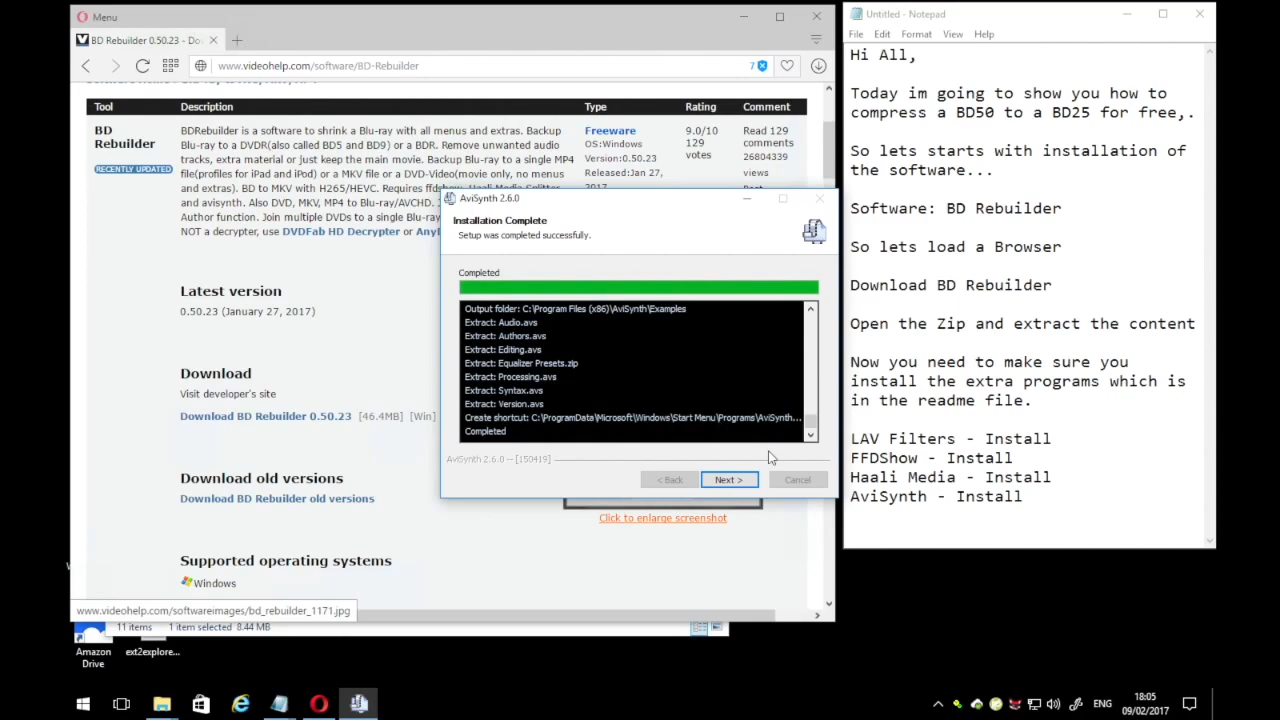 Menu
BD Rebuilder 0.50.23 - Do
www.videohelp.com/software/BD-Rebuilder
7
Tool Description Type Rating Comment
BD Rebuilder
RECENTLY UPDATED
BDRebuilder is a software to shrink a Blu-ray with all menus and extras. Backup
Blu-ray to a DVDR(also called BD5 and BD9) or a BDR. Remove unwanted audio
tracks, extra material or just keep the main movie. Backup Blu-ray to a single MP4
file(profiles for iPad and iPod) or a MKV file or a DVD-Video(movie only, no menus
and extras). BD to MKV with H265/HEVC. Requires ffdshow, Haali Media Splitter
and avisynth. Also DVD, MKV, MP4 to Blu-ray/AVCHD.
Author function. Join multiple DVDs to a single Blu-ray
NOT a decrypter, use DVDFab HD Decrypter or
Freeware
OS:Windows
Version:0.50.23
Released:Jan 27,
2017
9.0/10
129
votes
Read 129
comments
26804339
views
Latest version
0.50.23 (January 27, 2017)
Download
Visit developer's site
Download BD Rebuilder 0.50.23 [46.4MB] [Win]
Download old versions
Download BD Rebuilder old versions
Click to enlarge screenshot
Supported operating systems
Windows
www.videohelp.com/softwareimages/bd_rebuilder_1171.jpg
11 items 1 item selected 8.44 MB
AviSynth 2.6.0
Installation Complete
Setup was completed successfully.
Completed
Output folder: C:\Program Files (x86)\AviSynth\Examples
Extract: Audio.avs
Extract: Authors.avs
Extract: Editing.avs
Extract: Equalizer Presets.zip
Extract: Processing.avs
Extract: Syntax.avs
Extract: Version.avs
Create shortcut: C:\ProgramData\Microsoft\Windows\Start Menu\Programs\AviSynth...
Completed
AviSynth 2.6.0 -- [150419]
< Back Next > Cancel
Untitled - Notepad
File Edit Format View Help
Hi All,
Today im going to show you how to
compress a BD50 to a BD25 for free,.
So lets starts with installation of
the software...
Software: BD Rebuilder
So lets load a Browser
Download BD Rebuilder
Open the Zip and extract the content
Now you need to make sure you
install the extra programs which is
in the readme file.
LAV Filters - Install
FFDShow - Install
Haali Media - Install
AviSynth - Install
Amazon
Drive
ext2explore...
ENG
18:05
09/02/2017